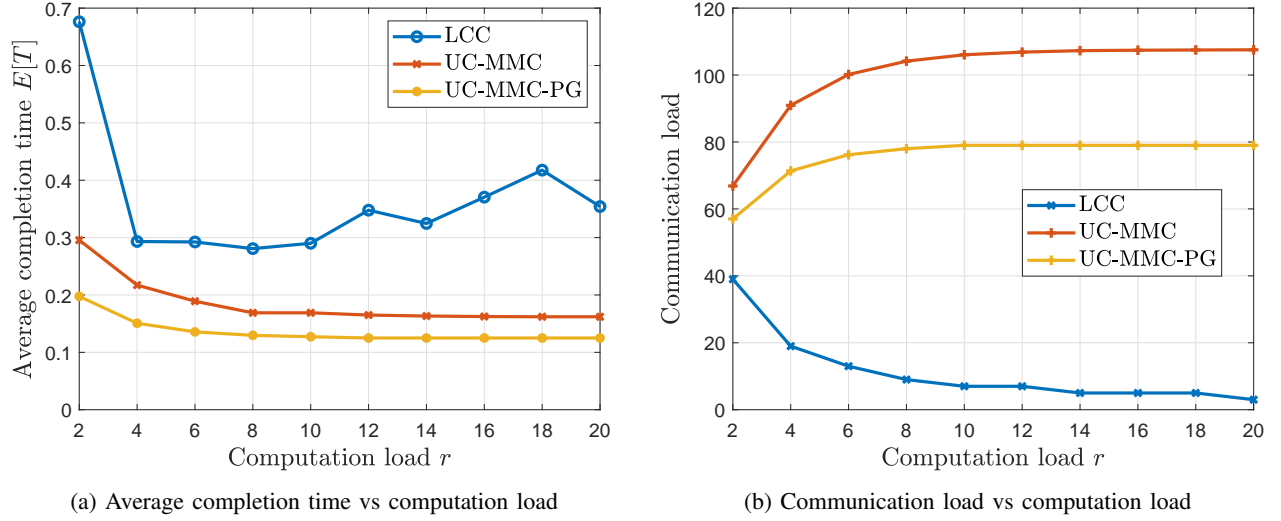 0.7
0.6
0.5
0.4
0.3
0.2
0.1
0
Average completion time E[T]
LCC
UC-MMC
UC-MMC-PG
2 4 6 8 10 12 14 16 18 20
Computation load r
(a) Average completion time vs computation load
120
100
80
60
40
20
0
Communication load
LCC
UC-MMC
UC-MMC-PG
2 4 6 8 10 12 14 16 18 20
Computation load r
(b) Communication load vs computation load